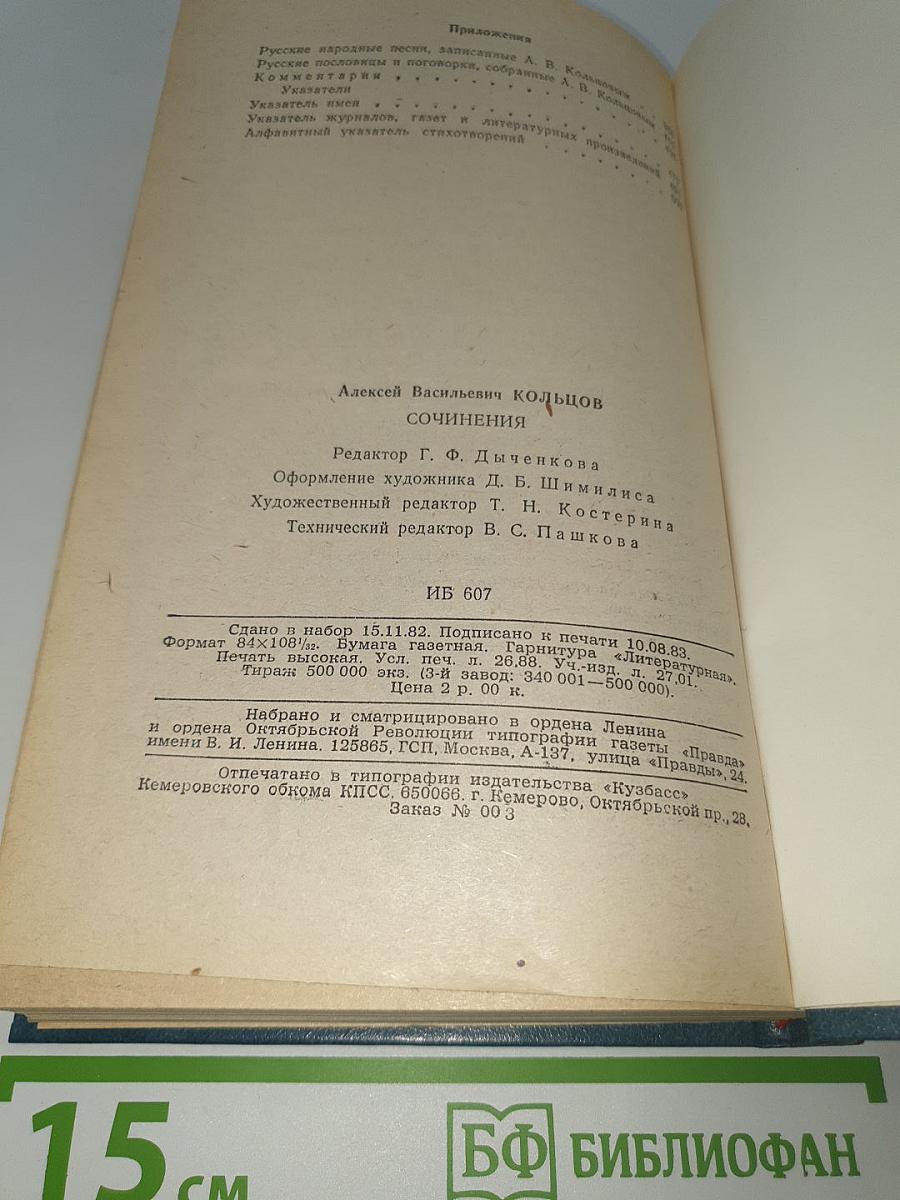 Приложения
Русские народные песни, записанные А. В. Кольцовым
Русские пословицы и поговорки, собранные А. В. Кольцовым
Комментарии
Указатели
Указатель имен
Указатель журналов, газет и литературных произведений
Алфавитный указатель стихотворений
Алексей Васильевич КОЛЬЦОВ
СОЧИНЕНИЯ
Редактор Г. Ф. Дыченкова
Оформление художника Д. Б. Шимилиса
Художественный редактор Т. Н. Костерина
Технический редактор В. С. Пашкова
ИБ 607
Сдано в набор 15.11.82. Подписано к печати 10.08.83.
Формат 84×108¹/₃₂. Бумага газетная. Гарнитура «Литературная».
Печать высокая. Усл. печ. л. 26,88. Уч.-изд. л. 27,01.
Тираж 500 000 экз. (3-й завод: 340 001—500 000).
Цена 2 р. 00 к.
Набрано и сматрицировано в ордена Ленина
и ордена Октябрьской Революции типографии газеты «Правда»
имени В. И. Ленина. 125865, ГСП, Москва, А-137, улица «Правды», 24.
Отпечатано в типографии издательства «Кузбасс»
Кемеровского обкома КПСС. 650066. г. Кемерово, Октябрьской пр., 28,
Заказ № 003
15 см
БФ БИБЛИОФАН